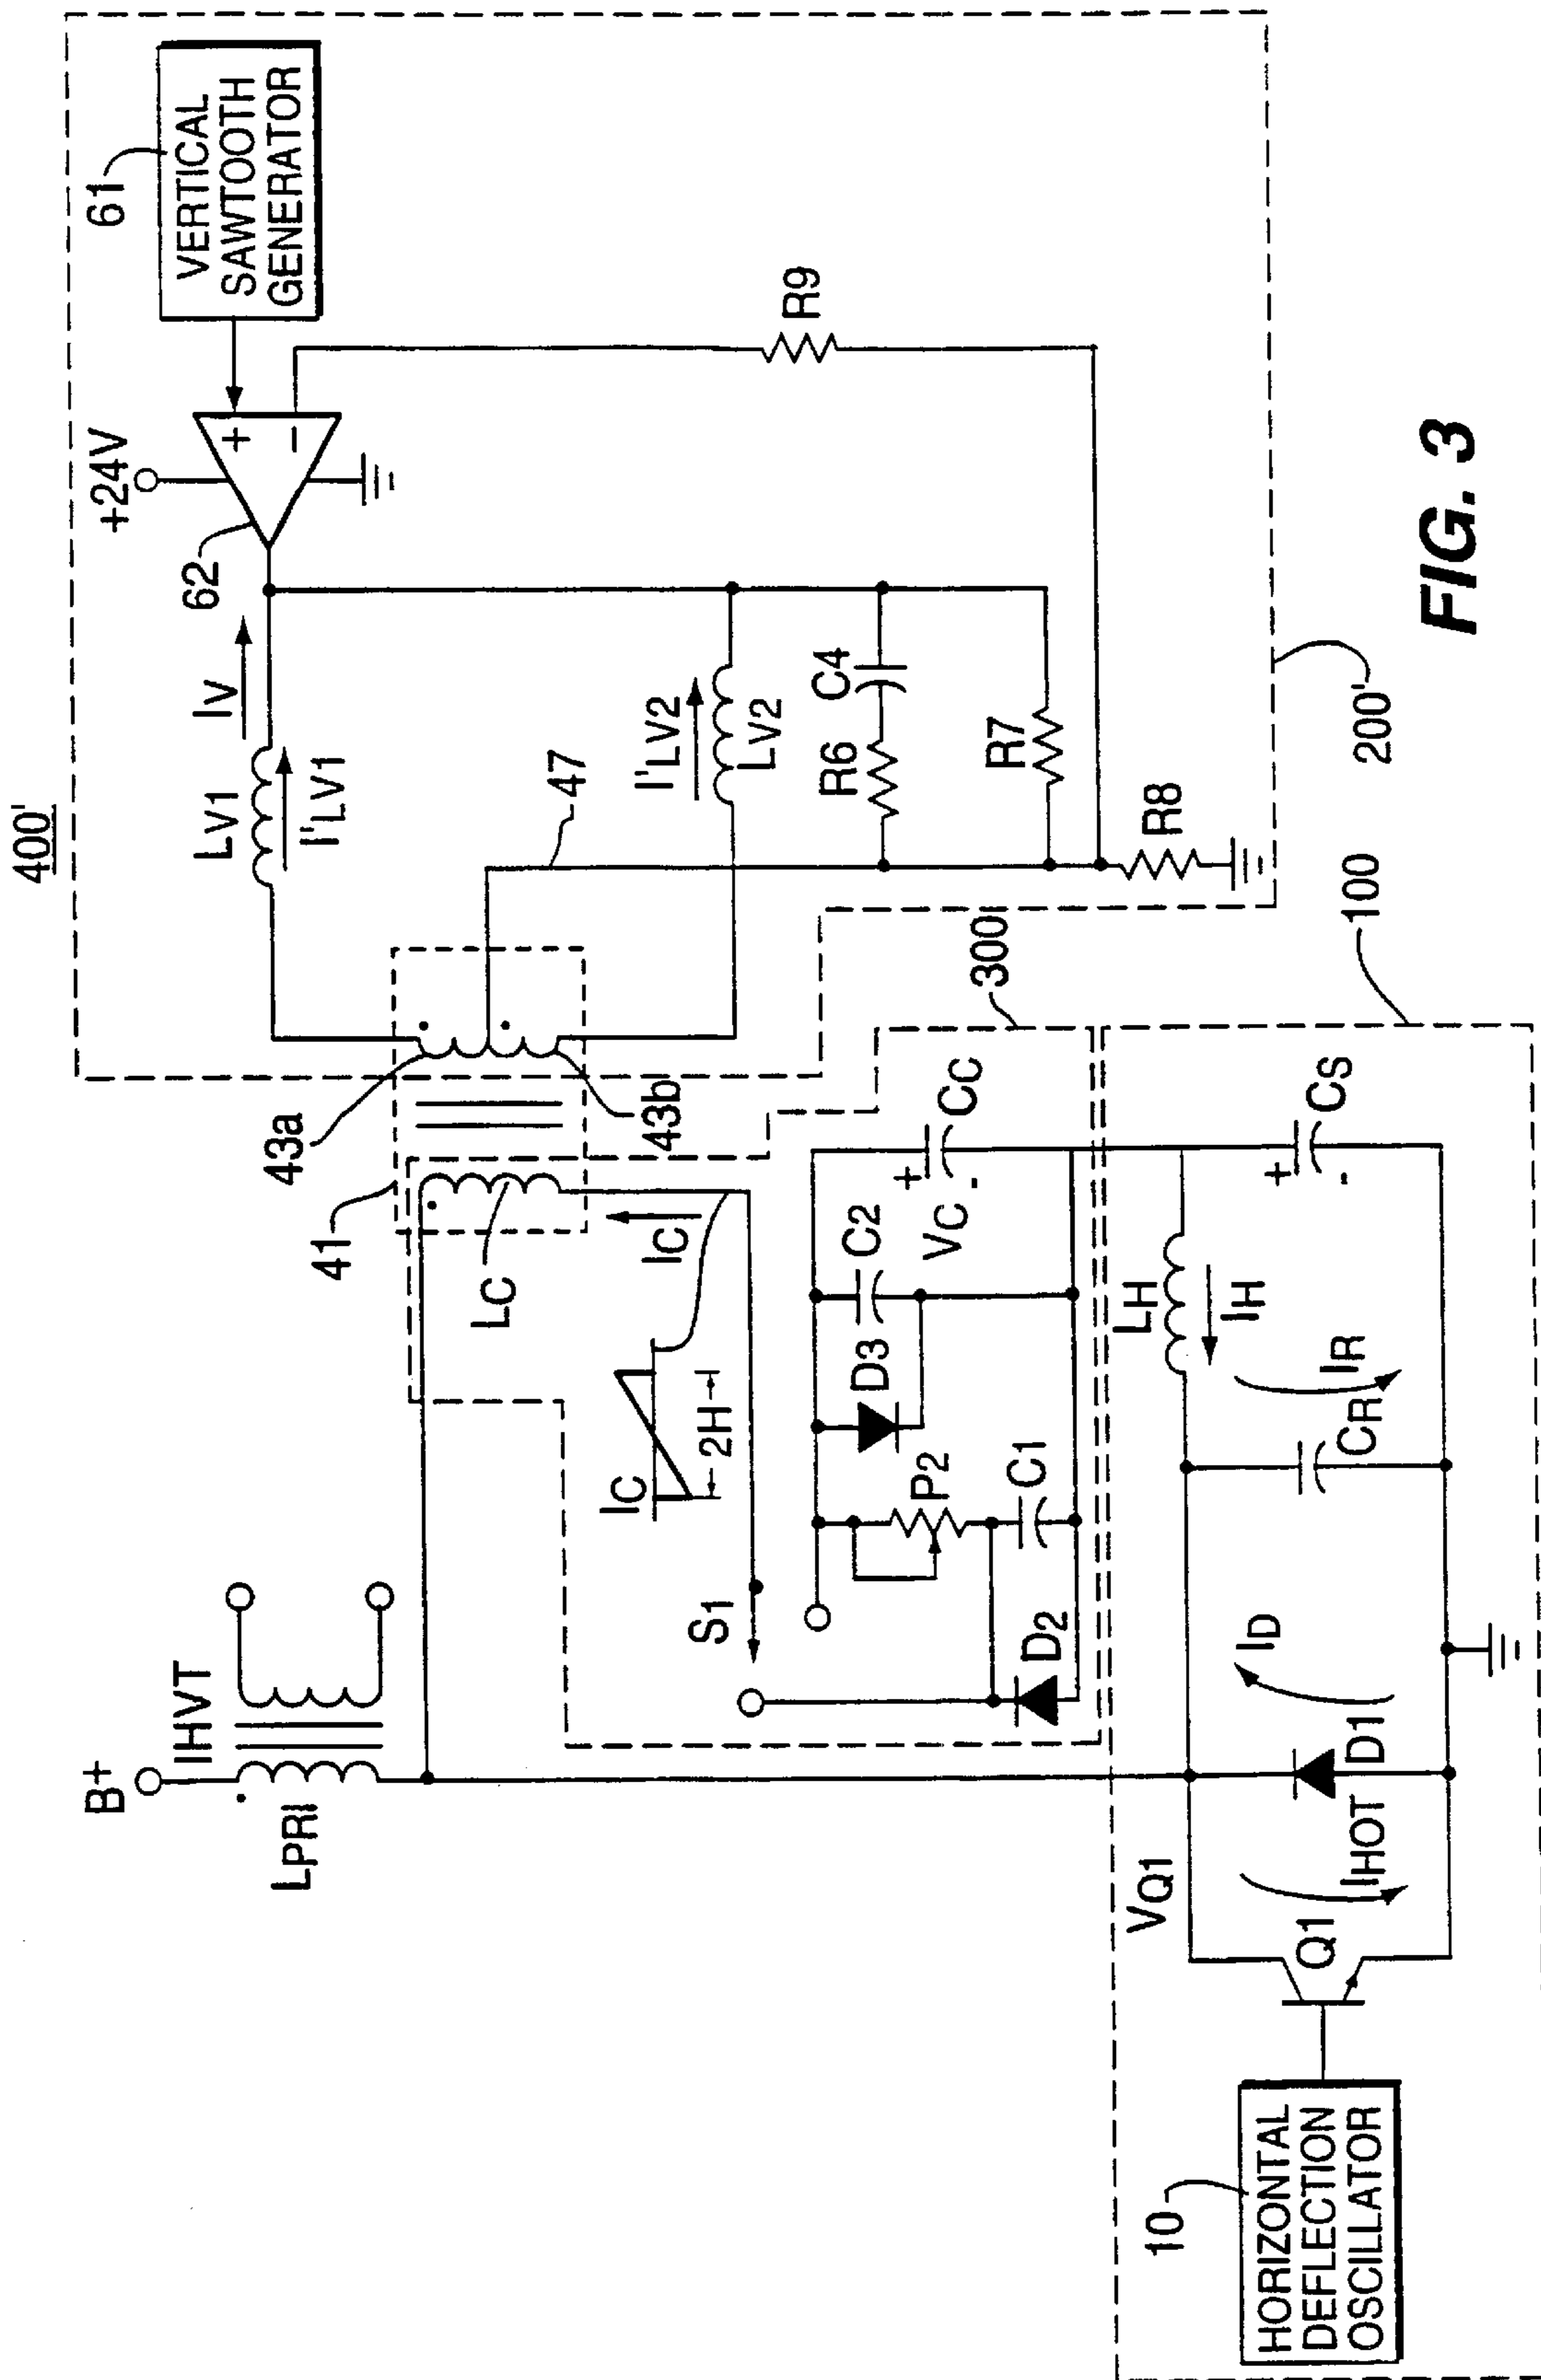 400'
61
VERTICAL
SAWTOOTH
GENERATOR
+24V
62
+
-
IV
LV1
I'LV1
R9
I'LV2
LV2
47
C4
R6
R7
R8
200'
43a
43b
41
LC
IC
IC
2H
S1
300
B+
IHVT
LPRI
D3
C2
VC
+
-
CC
P2
C1
D2
100
LH
IH
+
-
CS
IR
CR
ID
D1
IHOT
VQ1
Q1
10
HORIZONTAL
DEFLECTION
OSCILLATOR
FIG. 3